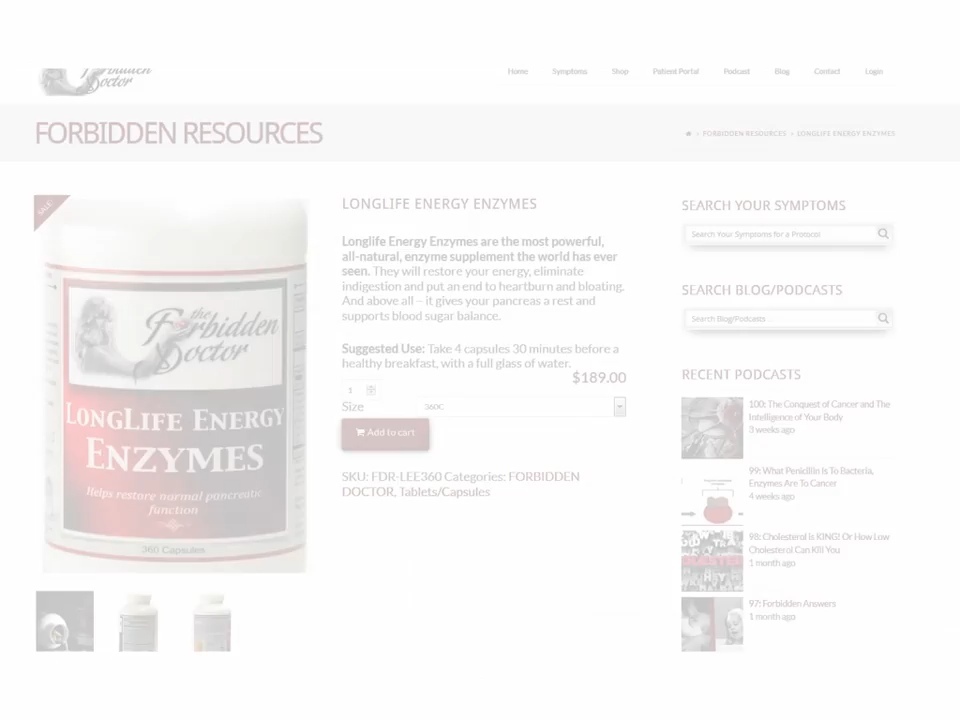 Forbidden
Doctor
Home Symptoms Shop Patient Portal Podcast Blog Contact Login
FORBIDDEN RESOURCES
FORBIDDEN RESOURCES > LONGLIFE ENERGY ENZYMES
SALE!
the
Forbidden
Doctor
LONGLIFE ENERGY
ENZYMES
Helps restore normal pancreatic
function
360 Capsules
LONGLIFE ENERGY ENZYMES
Longlife Energy Enzymes are the most powerful,
all-natural, enzyme supplement the world has ever
seen. They will restore your energy, eliminate
indigestion and put an end to heartburn and bloating.
And above all – it gives your pancreas a rest and
supports blood sugar balance.
Suggested Use: Take 4 capsules 30 minutes before a
healthy breakfast, with a full glass of water.
$189.00
1
Size 360C
Add to cart
SKU: FDR-LEE360 Categories: FORBIDDEN
DOCTOR, Tablets/Capsules
SEARCH YOUR SYMPTOMS
Search Your Symptoms for a Protocol
SEARCH BLOG/PODCASTS
Search Blog/Podcasts
RECENT PODCASTS
100: The Conquest of Cancer and The
Intelligence of Your Body
3 weeks ago
99: What Penicillin Is To Bacteria,
Enzymes Are To Cancer
4 weeks ago
98: Cholesterol is KING! Or How Low
Cholesterol Can Kill You
1 month ago
97: Forbidden Answers
1 month ago